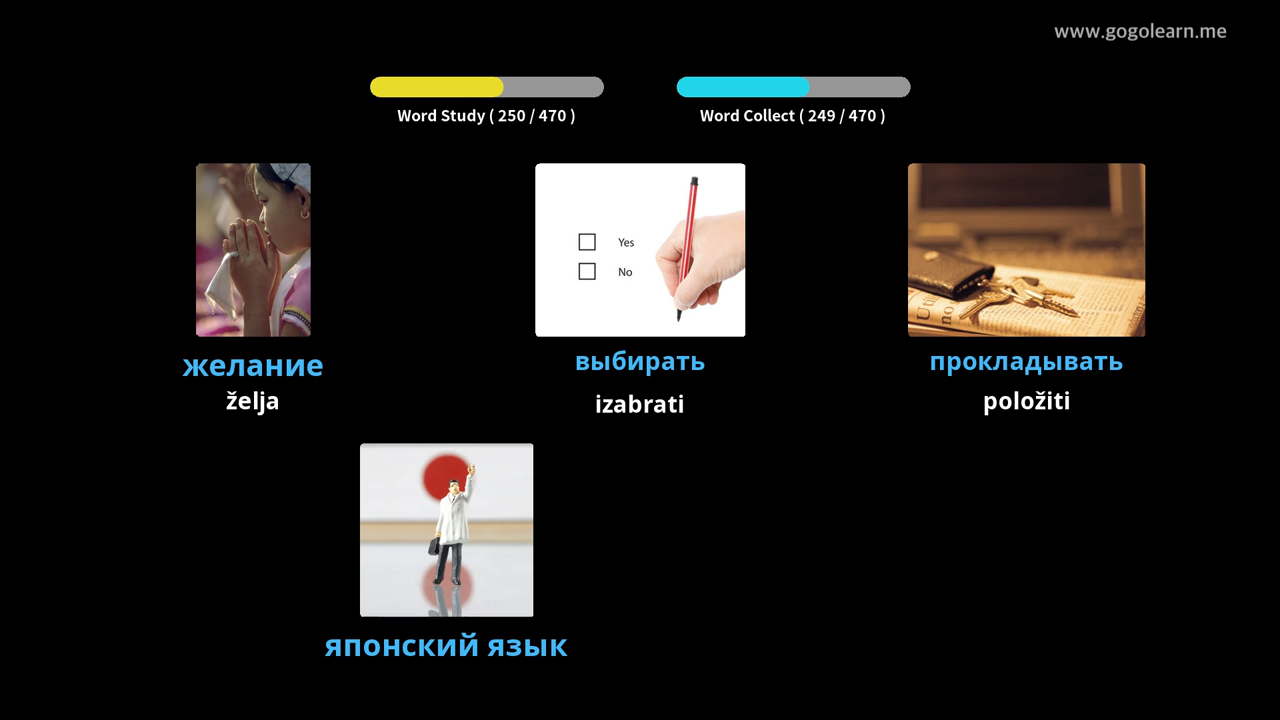 www.gogolearn.me
Word Study ( 250 / 470 )
Word Collect ( 249 / 470 )
Yes
No
желание
želja
выбирать
izabrati
прокладывать
položiti
японский язык